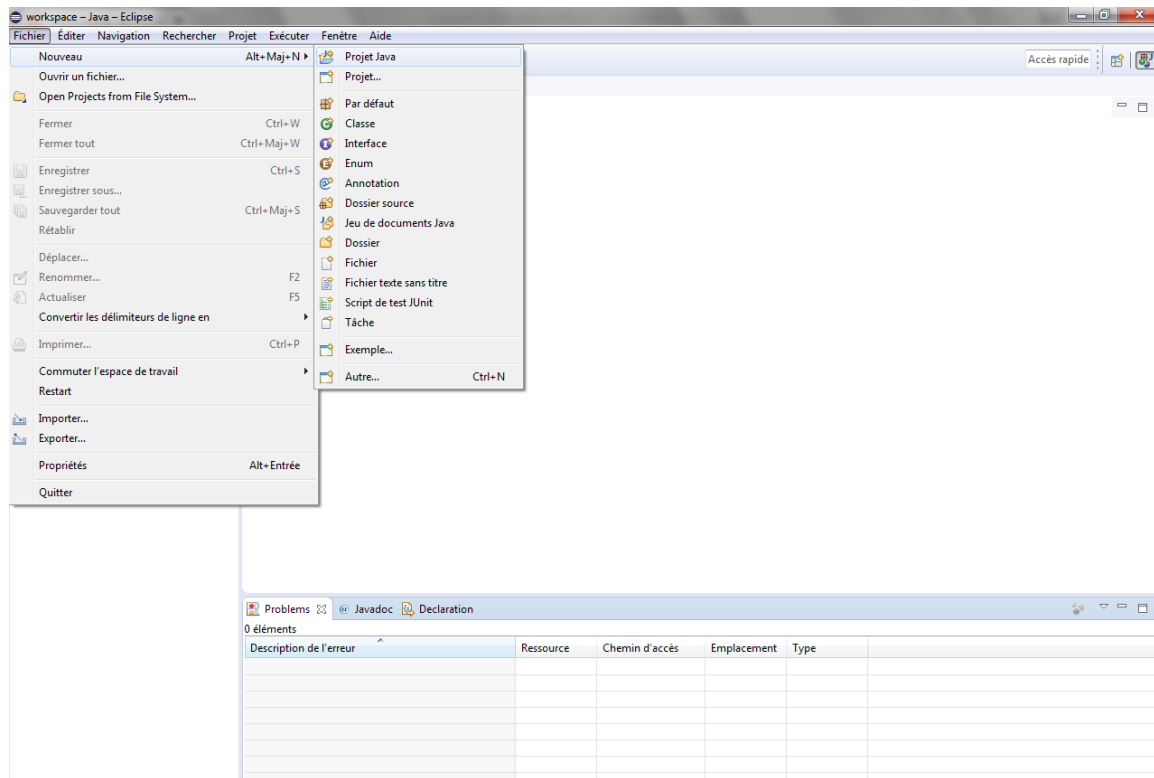 workspace – Java – Eclipse
Fichier Éditer Navigation Rechercher Projet Exécuter Fenêtre Aide
Accès rapide
Nouveau Alt+Maj+N
Ouvrir un fichier...
Open Projects from File System...
Fermer Ctrl+W
Fermer tout Ctrl+Maj+W
Enregistrer Ctrl+S
Enregistrer sous...
Sauvegarder tout Ctrl+Maj+S
Rétablir
Déplacer...
Renommer... F2
Actualiser F5
Convertir les délimiteurs de ligne en
Imprimer... Ctrl+P
Commuter l'espace de travail
Restart
Importer...
Exporter...
Propriétés Alt+Entrée
Quitter
Projet Java
Projet...
Par défaut
Classe
Interface
Enum
Annotation
Dossier source
Jeu de documents Java
Dossier
Fichier
Fichier texte sans titre
Script de test JUnit
Tâche
Exemple...
Autre... Ctrl+N
Problems @ Javadoc Declaration
0 éléments
Description de l'erreur Ressource Chemin d'accès Emplacement Type